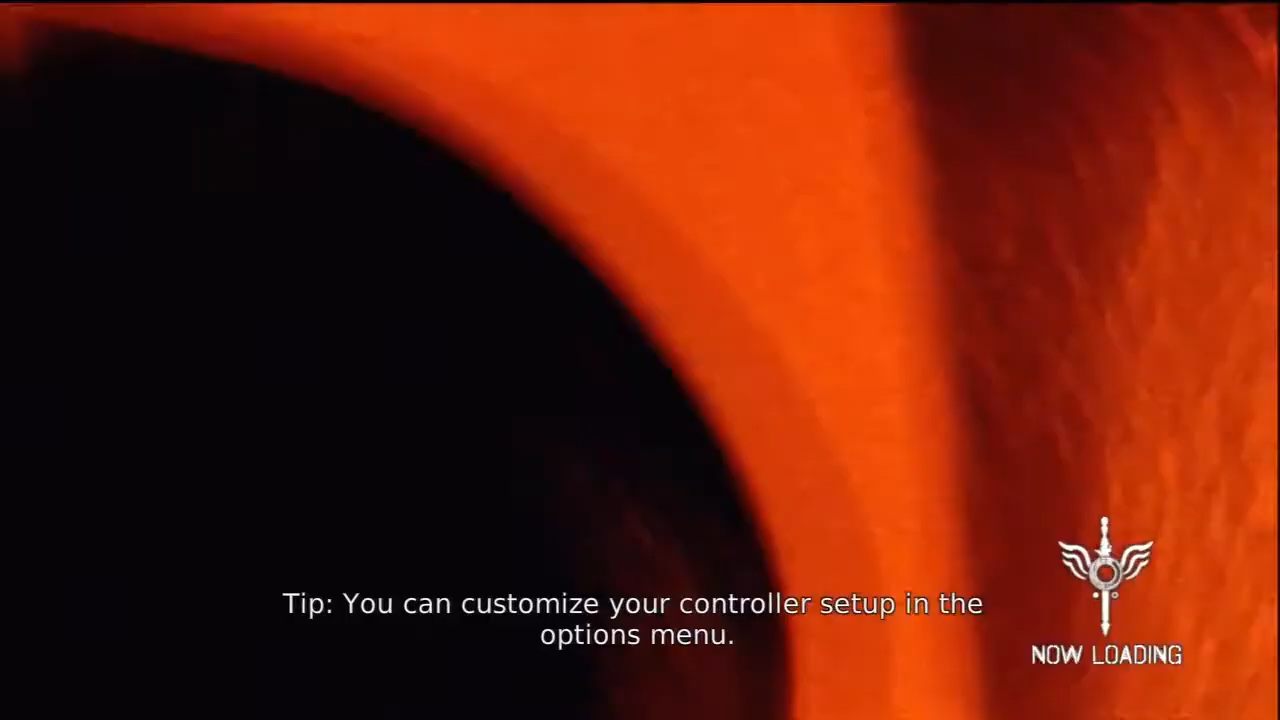 Tip: You can customize your controller setup in the
options menu.
NOW LOADING